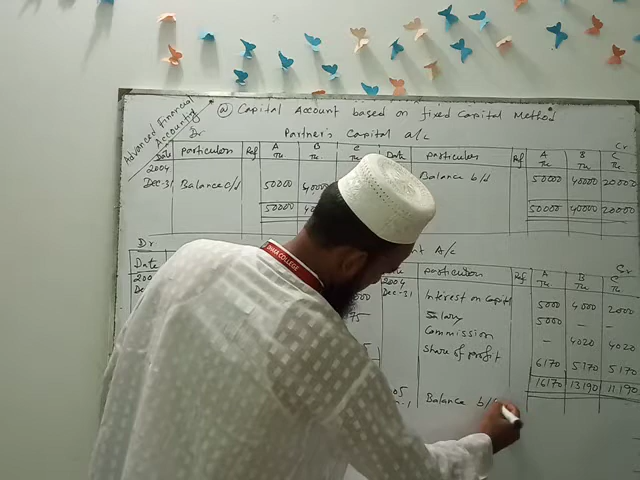 @ Capital Account based on fixed Capital Method
Advanced Financial
Accounting
Partner's Capital a/c
Dr
Cr
Date particulars Ref A B C Date particulars Ref A B C
Tk Tk Tk Tk Tk Tk
2004
Dec-31 Balance c/d 50000 40000 Balance b/d 50000 40000 20000
50000 50000 40000 20000
Dr A/c Cr
Date particulars Ref A B C
Tk Tk Tk
2004
Dec-31 Interest on Capital 5000 4000 2000
Salary 5000 - -
Commission - 4020 4020
Share of profit 6170 5170 5170
16170 13190 11190
Balance b/
DHAKA COLLEGE